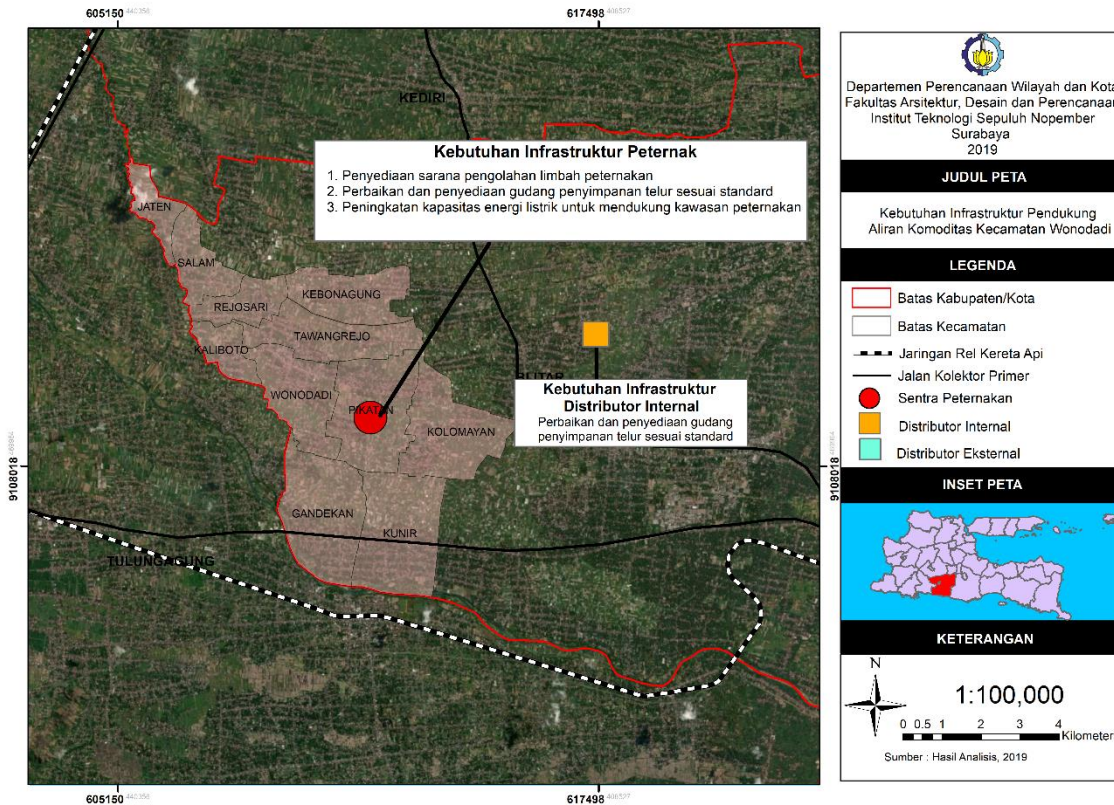 605150
617498
KEDIRI
Kebutuhan Infrastruktur Peternak
1. Penyediaan sarana pengolahan limbah peternakan
2. Perbaikan dan penyediaan gudang penyimpanan telur sesuai standard
3. Peningkatan kapasitas energi listrik untuk mendukung kawasan peternakan
JATEN
SALAM
REJOSARI
KEBONAGUNG
TAWANGREJO
KALIBOTO
WONODADI
PIKATAN
KOLOMAYAN
BLITAR
Kebutuhan Infrastruktur
Distributor Internal
Perbaikan dan penyediaan gudang
penyimpanan telur sesuai standard
9108018
9108018
GANDEKAN
KUNIR
TULUNGAGUNG
605150
617498
Departemen Perencanaan Wilayah dan Kota
Fakultas Arsitektur, Desain dan Perencanaan
Institut Teknologi Sepuluh Nopember
Surabaya
2019
JUDUL PETA
Kebutuhan Infrastruktur Pendukung
Aliran Komoditas Kecamatan Wonodadi
LEGENDA
Batas Kabupaten/Kota
Batas Kecamatan
Jaringan Rel Kereta Api
Jalan Kolektor Primer
Sentra Peternakan
Distributor Internal
Distributor Eksternal
INSET PETA
KETERANGAN
N
1:100,000
0 0.5 1 2 3 4
Kilometer
Sumber : Hasil Analisis, 2019